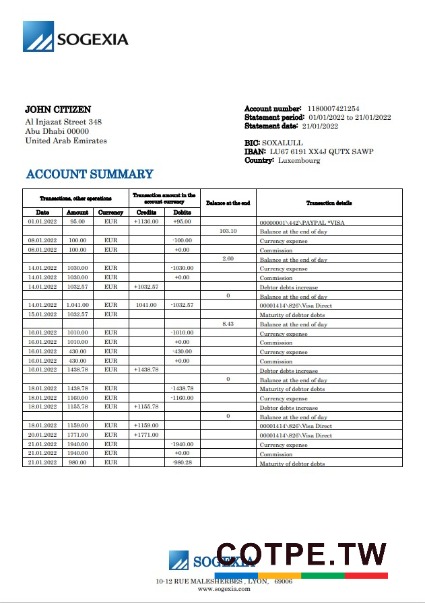 SOGEXIA
JOHN CITIZEN
Al Injazat Street 348
Abu Dhabi 00000
United Arab Emirates
Account number: 1180007421254
Statement period: 01/01/2022 to 21/01/2022
Statement date: 21/01/2022
BIC: SOXALULL
IBAN: LU67 6191 XX4J QUTX SAWP
Country: Luxembourg
ACCOUNT SUMMARY
Transactions, other operations Transaction amount in the account currency Balance at the end Transaction details
Date Amount Currency Credits Debits
01.01.2022 95.00 EUR +1130.00 +95.00 00000001\442\PAYPAL *VISA
103.10 Balance at the end of day
08.01.2022 100.00 EUR -100.00 Currency expense
08.01.2022 100.00 EUR +0.00 Commission
2.60 Balance at the end of day
14.01.2022 1030.00 EUR -1030.00 Currency expense
14.01.2022 1030.00 EUR +0.00 Commission
14.01.2022 1032.57 EUR +1032.57 Debtor debts increase
0 Balance at the end of day
14.01.2022 1,041.00 EUR 1041.00 -1032.57 00001414\826\Visa Direct
15.01.2022 1032.57 EUR Maturity of debtor debts
8.43 Balance at the end of day
16.01.2022 1010.00 EUR -1010.00 Currency expense
16.01.2022 1010.00 EUR +0.00 Commission
16.01.2022 430.00 EUR -430.00 Currency expense
16.01.2022 430.00 EUR +0.00 Commission
16.01.2022 1438.78 EUR +1438.78 Debtor debts increase
0 Balance at the end of day
18.01.2022 1438.78 EUR -1438.78 Maturity of debtor debts
18.01.2022 1160.00 EUR -1160.00 Currency expense
18.01.2022 1155.78 EUR +1155.78 Debtor debts increase
0 Balance at the end of day
18.01.2022 1159.00 EUR +1159.00 00001414\826\Visa Direct
20.01.2022 1771.00 EUR +1771.00 00001414\826\Visa Direct
21.01.2022 1940.00 EUR -1940.00 Currency expense
21.01.2022 1940.00 EUR +0.00 Commission
21.01.2022 980.00 EUR -980.28 Maturity of debtor debts
SOGEXIA
COTPE.TW
10-12 RUE MALESHERBES , LYON, 69006
www.sogexia.com